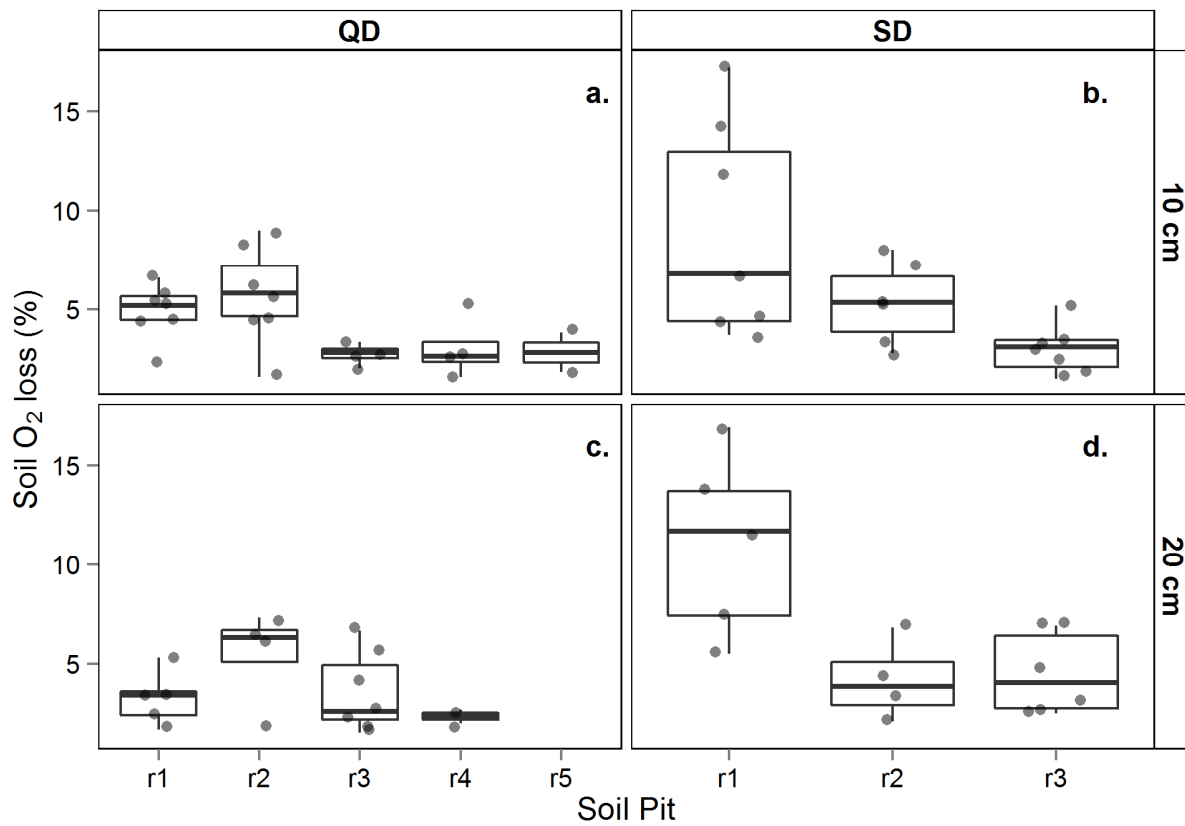 QD
SD
a.
b.
15
10
5
10 cm
c.
d.
15
10
5
20 cm
Soil O₂ loss (%)
r1 r2 r3 r4 r5
r1 r2 r3
Soil Pit